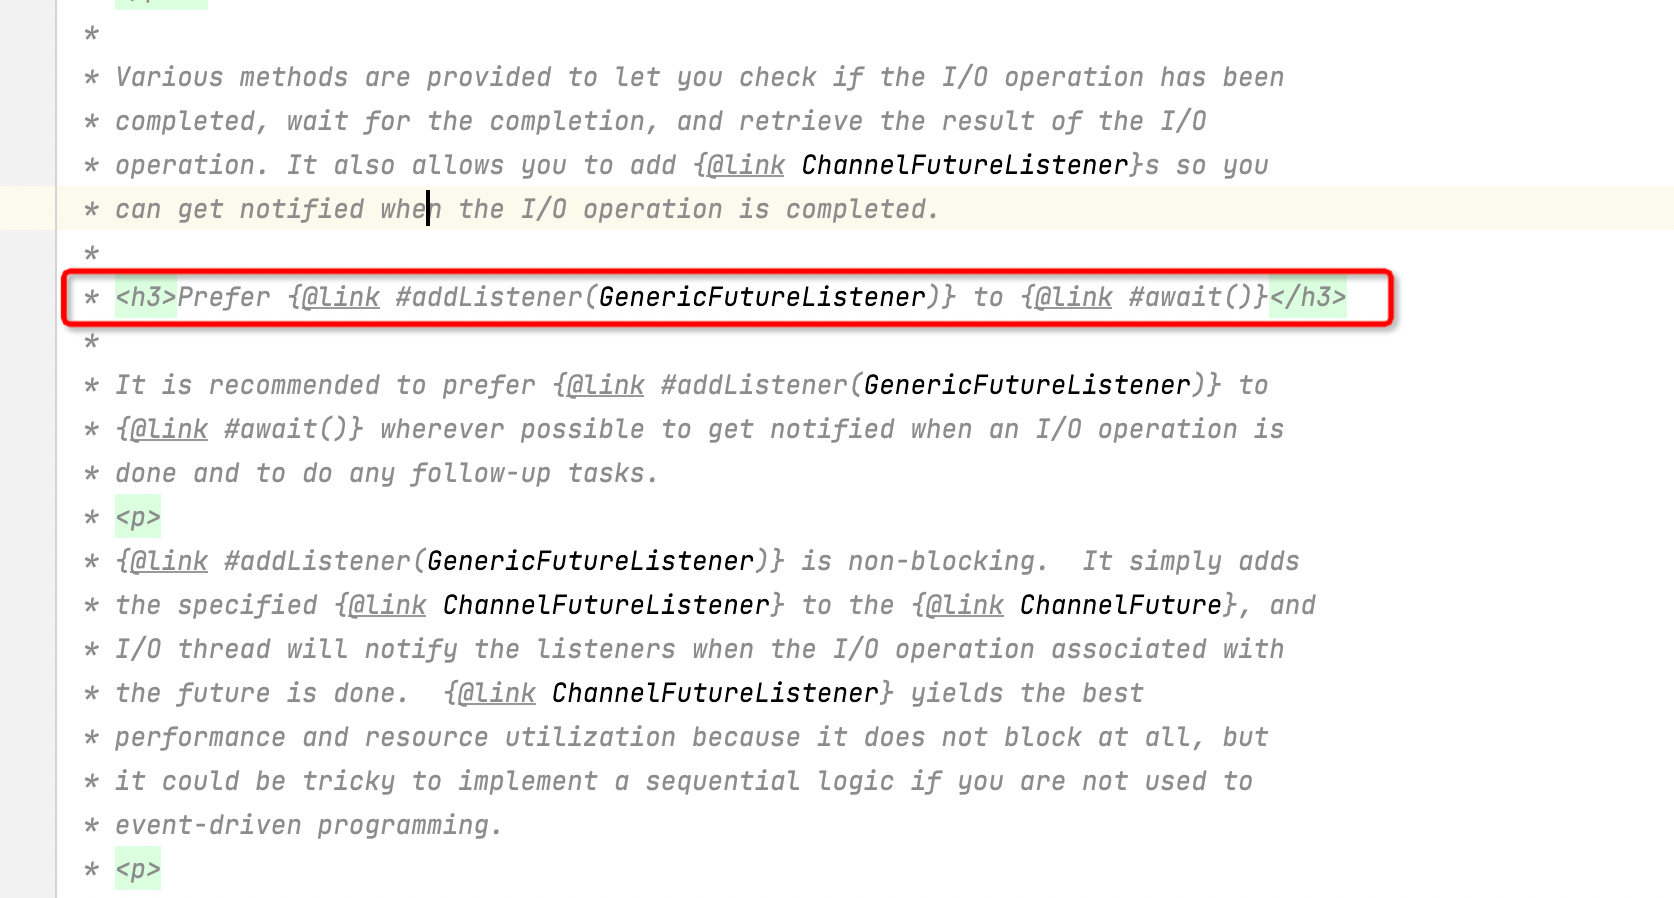 *
* Various methods are provided to let you check if the I/O operation has been
* completed, wait for the completion, and retrieve the result of the I/O
* operation. It also allows you to add {@link ChannelFutureListener}s so you
* can get notified when the I/O operation is completed.
*
* <h3>Prefer {@link #addListener(GenericFutureListener)} to {@link #await()}</h3>
*
* It is recommended to prefer {@link #addListener(GenericFutureListener)} to
* {@link #await()} wherever possible to get notified when an I/O operation is
* done and to do any follow-up tasks.
* <p>
* {@link #addListener(GenericFutureListener)} is non-blocking.  It simply adds
* the specified {@link ChannelFutureListener} to the {@link ChannelFuture}, and
* I/O thread will notify the listeners when the I/O operation associated with
* the future is done.  {@link ChannelFutureListener} yields the best
* performance and resource utilization because it does not block at all, but
* it could be tricky to implement a sequential logic if you are not used to
* event-driven programming.
* <p>